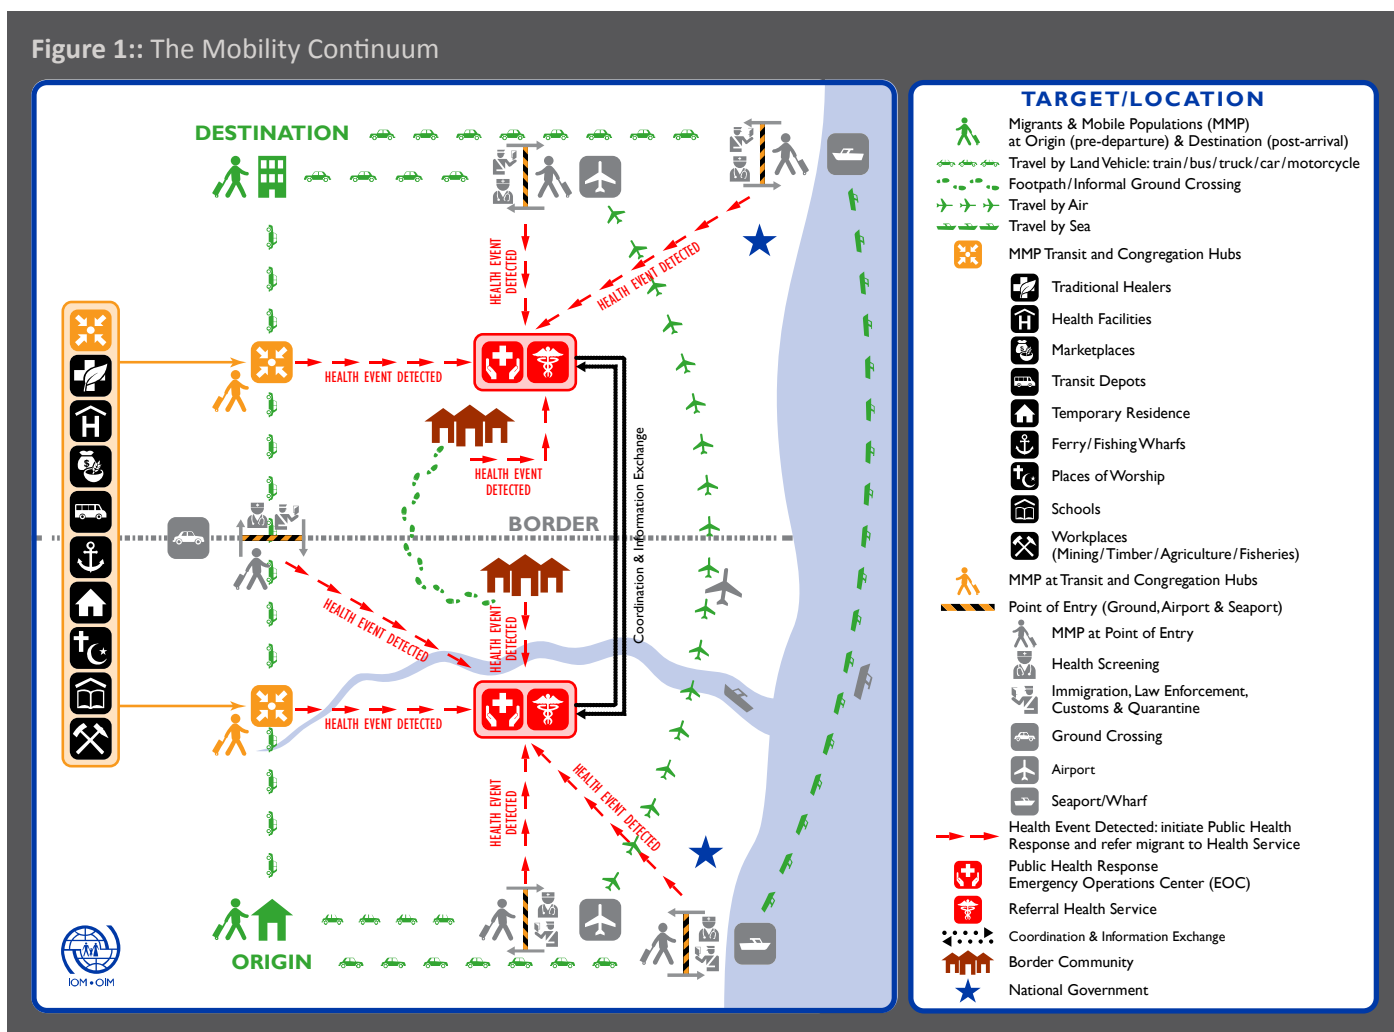 Figure 1:: The Mobility Continuum
DESTINATION
HEALTH EVENT
DETECTED
HEALTH EVENT DETECTED
HEALTH EVENT DETECTED
HEALTH EVENT
DETECTED
Coordination & Information Exchange
BORDER
HEALTH EVENT DETECTED
HEALTH EVENT
DETECTED
HEALTH EVENT DETECTED
HEALTH EVENT
DETECTED
HEALTH EVENT DETECTED
ORIGIN
IOM • OIM
TARGET/LOCATION
Migrants & Mobile Populations (MMP)
at Origin (pre-departure) & Destination (post-arrival)
Travel by Land Vehicle: train/bus/truck/car/motorcycle
Footpath/Informal Ground Crossing
Travel by Air
Travel by Sea
MMP Transit and Congregation Hubs
Traditional Healers
Health Facilities
Marketplaces
Transit Depots
Temporary Residence
Ferry/Fishing Wharfs
Places of Worship
Schools
Workplaces
(Mining/Timber/Agriculture/Fisheries)
MMP at Transit and Congregation Hubs
Point of Entry (Ground, Airport & Seaport)
MMP at Point of Entry
Health Screening
Immigration, Law Enforcement,
Customs & Quarantine
Ground Crossing
Airport
Seaport/Wharf
Health Event Detected: initiate Public Health
Response and refer migrant to Health Service
Public Health Response
Emergency Operations Center (EOC)
Referral Health Service
Coordination & Information Exchange
Border Community
National Government